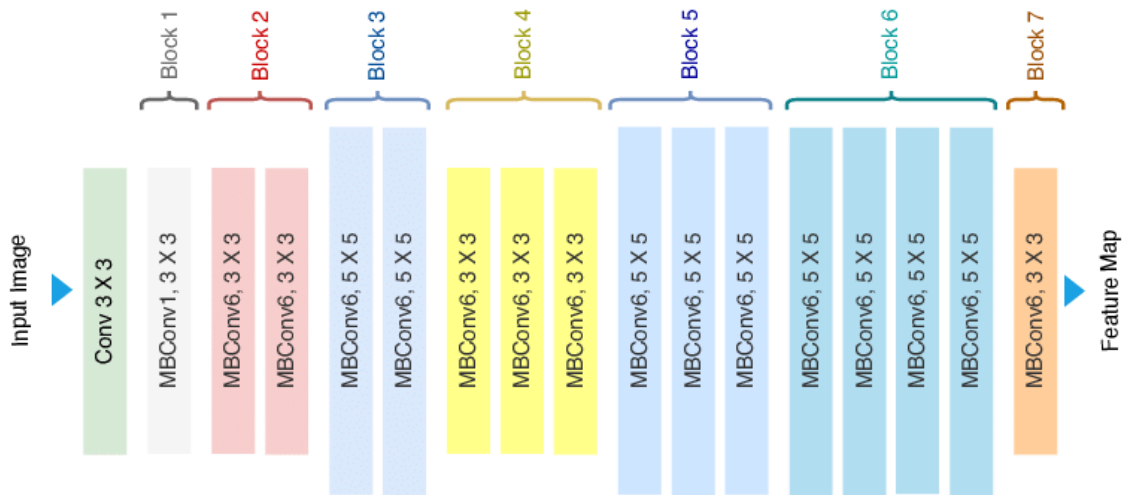 Input Image
Conv 3 X 3
Block 1
MBConv1, 3 X 3
Block 2
MBConv6, 3 X 3
MBConv6, 3 X 3
Block 3
MBConv6, 5 X 5
MBConv6, 5 X 5
Block 4
MBConv6, 3 X 3
MBConv6, 3 X 3
MBConv6, 3 X 3
Block 5
MBConv6, 5 X 5
MBConv6, 5 X 5
MBConv6, 5 X 5
Block 6
MBConv6, 5 X 5
MBConv6, 5 X 5
MBConv6, 5 X 5
MBConv6, 5 X 5
Block 7
MBConv6, 3 X 3
Feature Map